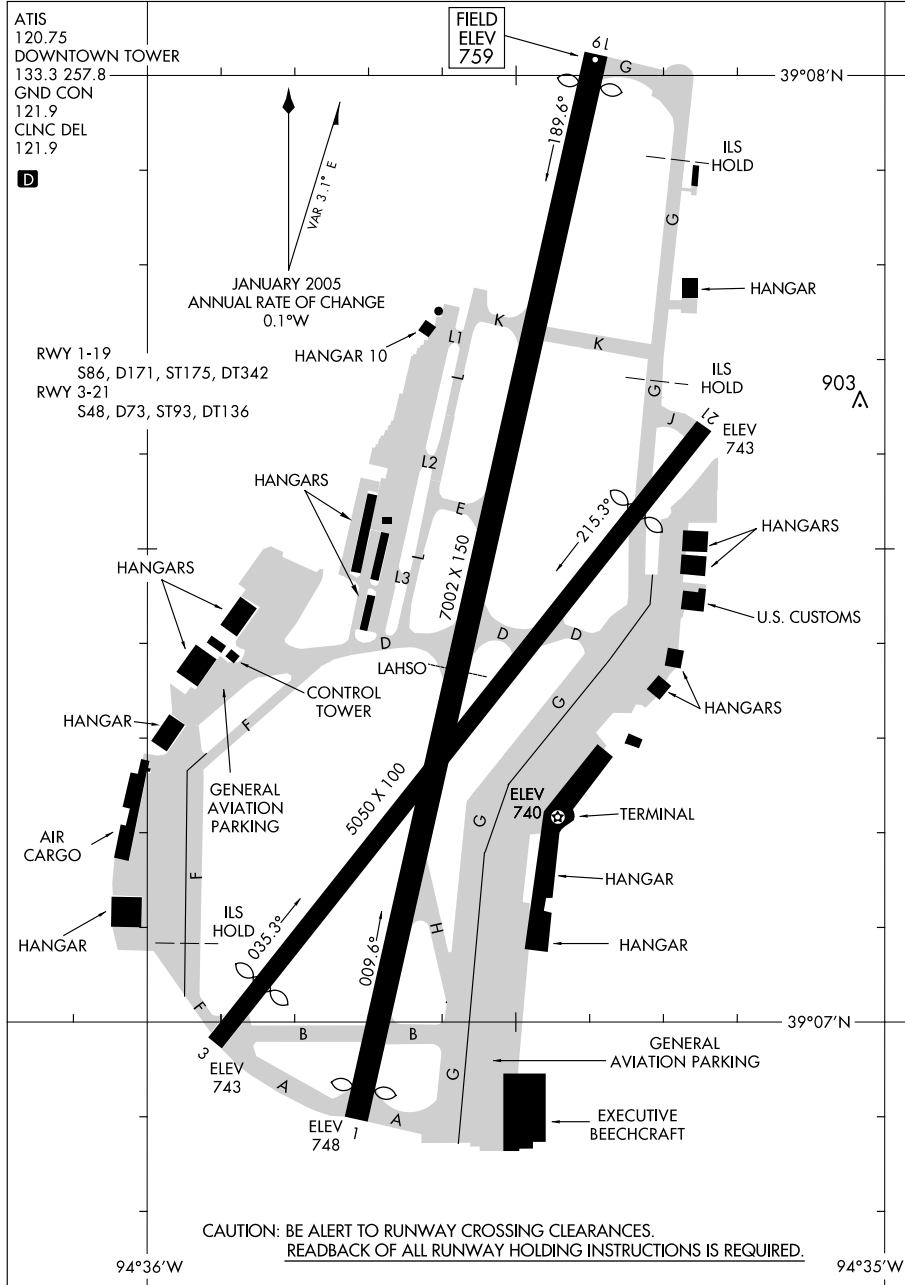 ATIS
120.75
DOWNTOWN TOWER
133.3 257.8
GND CON
121.9
CLNC DEL
121.9
D
FIELD
ELEV
759
19
G
39°08'N
189.6°
VAR 3.1° E
ILS
HOLD
G
JANUARY 2005
ANNUAL RATE OF CHANGE
0.1°W
HANGAR
K
K
L1
HANGAR 10
L
RWY 1-19
S86, D171, ST175, DT342
RWY 3-21
S48, D73, ST93, DT136
ILS
HOLD
G
903
J
21
ELEV
743
L2
HANGARS
E
215.3°
HANGARS
7002 X 150
L
L3
HANGARS
U.S. CUSTOMS
D
D
D
LAHSO
CONTROL
TOWER
G
HANGARS
HANGAR
F
GENERAL
AVIATION
PARKING
5050 X 100
ELEV
740
G
TERMINAL
AIR
CARGO
F
HANGAR
ILS
HOLD
035.3°
009.6°
H
HANGAR
HANGAR
F
B
B
39°07'N
3
ELEV
743
A
G
GENERAL
AVIATION PARKING
A
ELEV
748
1
EXECUTIVE
BEECHCRAFT
CAUTION: BE ALERT TO RUNWAY CROSSING CLEARANCES.
READBACK OF ALL RUNWAY HOLDING INSTRUCTIONS IS REQUIRED.
94°36'W
94°35'W